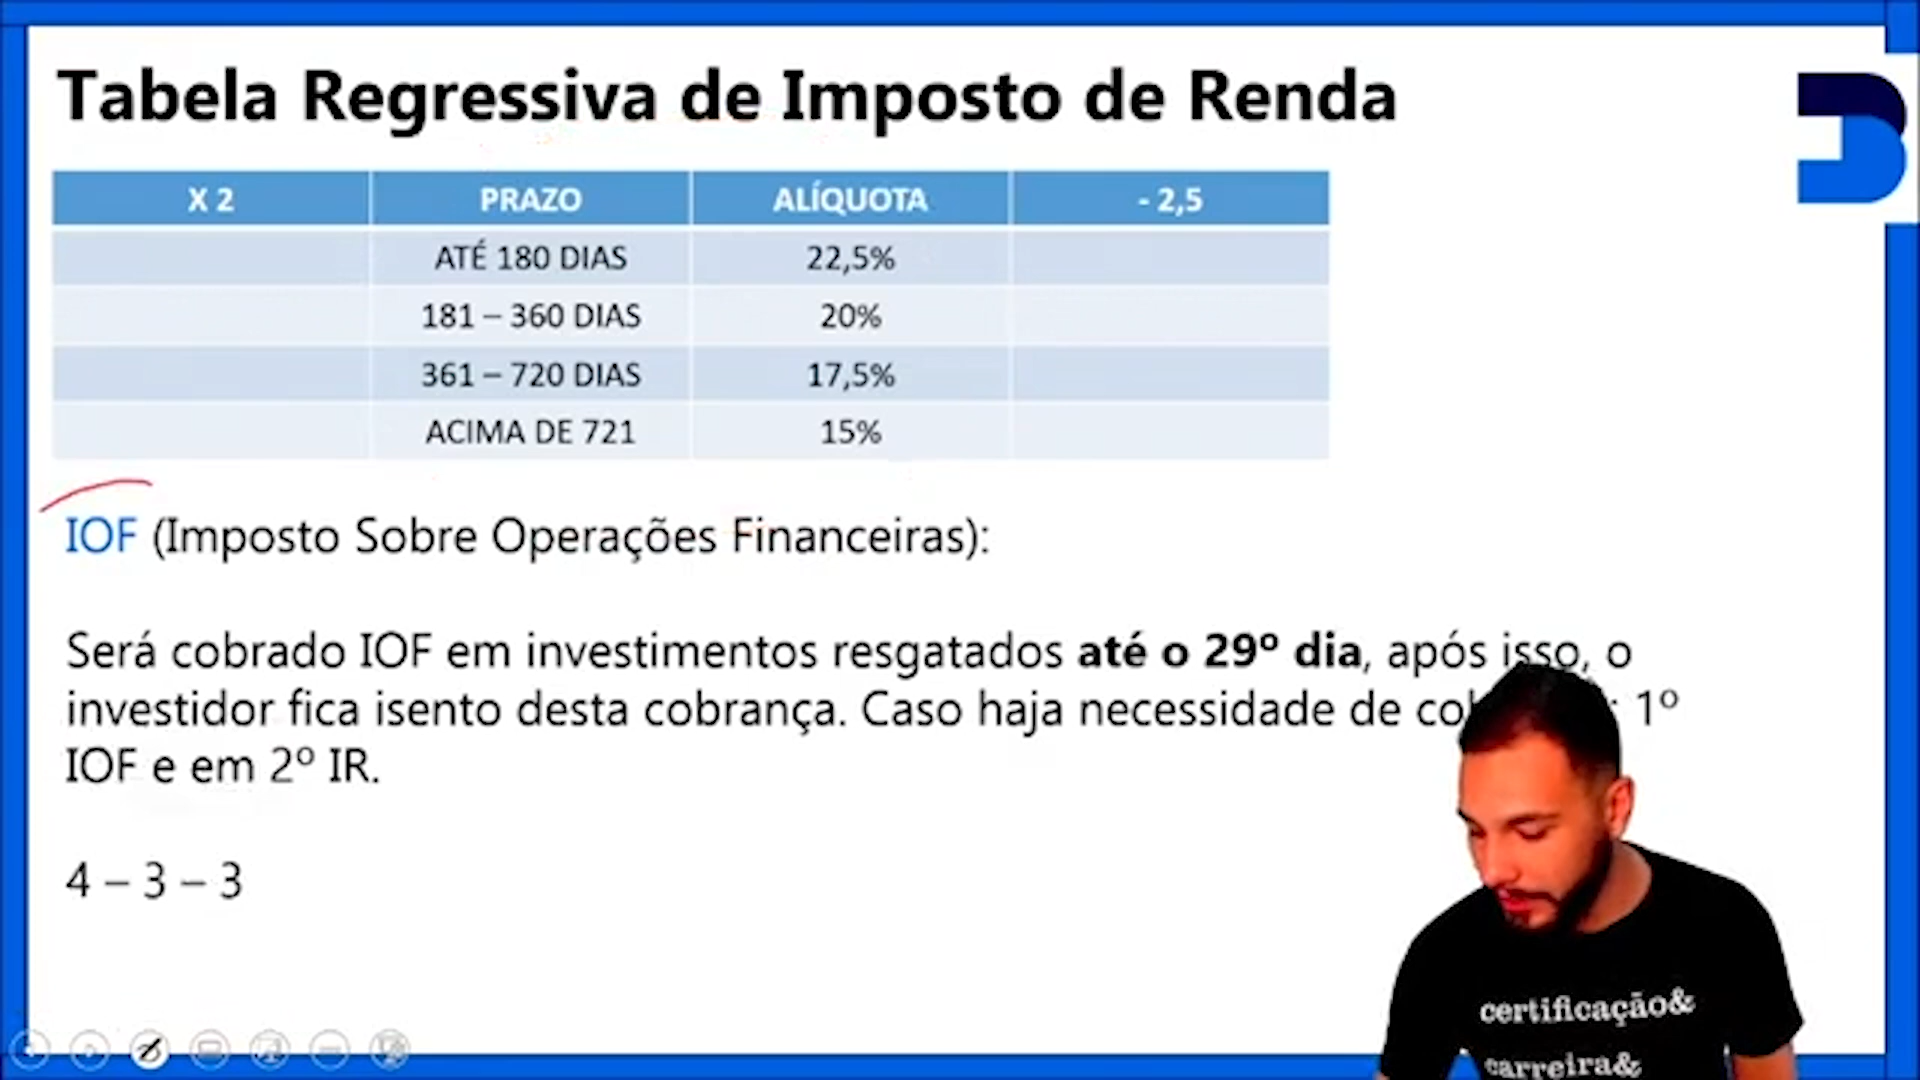 Tabela Regressiva de Imposto de Renda
X 2 PRAZO ALÍQUOTA - 2,5
ATÉ 180 DIAS 22,5%
181 – 360 DIAS 20%
361 – 720 DIAS 17,5%
ACIMA DE 721 15%
IOF (Imposto Sobre Operações Financeiras):
Será cobrado IOF em investimentos resgatados até o 29º dia, após isso, o
investidor fica isento desta cobrança. Caso haja necessidade de 1º
IOF e em 2º IR.
4 – 3 – 3
certificação&
carreira&